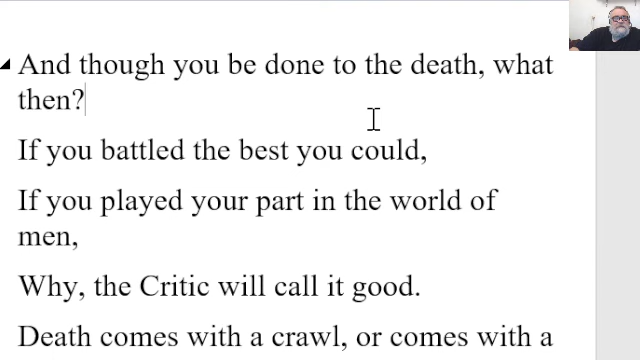 And though you be done to the death, what
then?
If you battled the best you could,
If you played your part in the world of
men,
Why, the Critic will call it good.
Death comes with a crawl, or comes with a